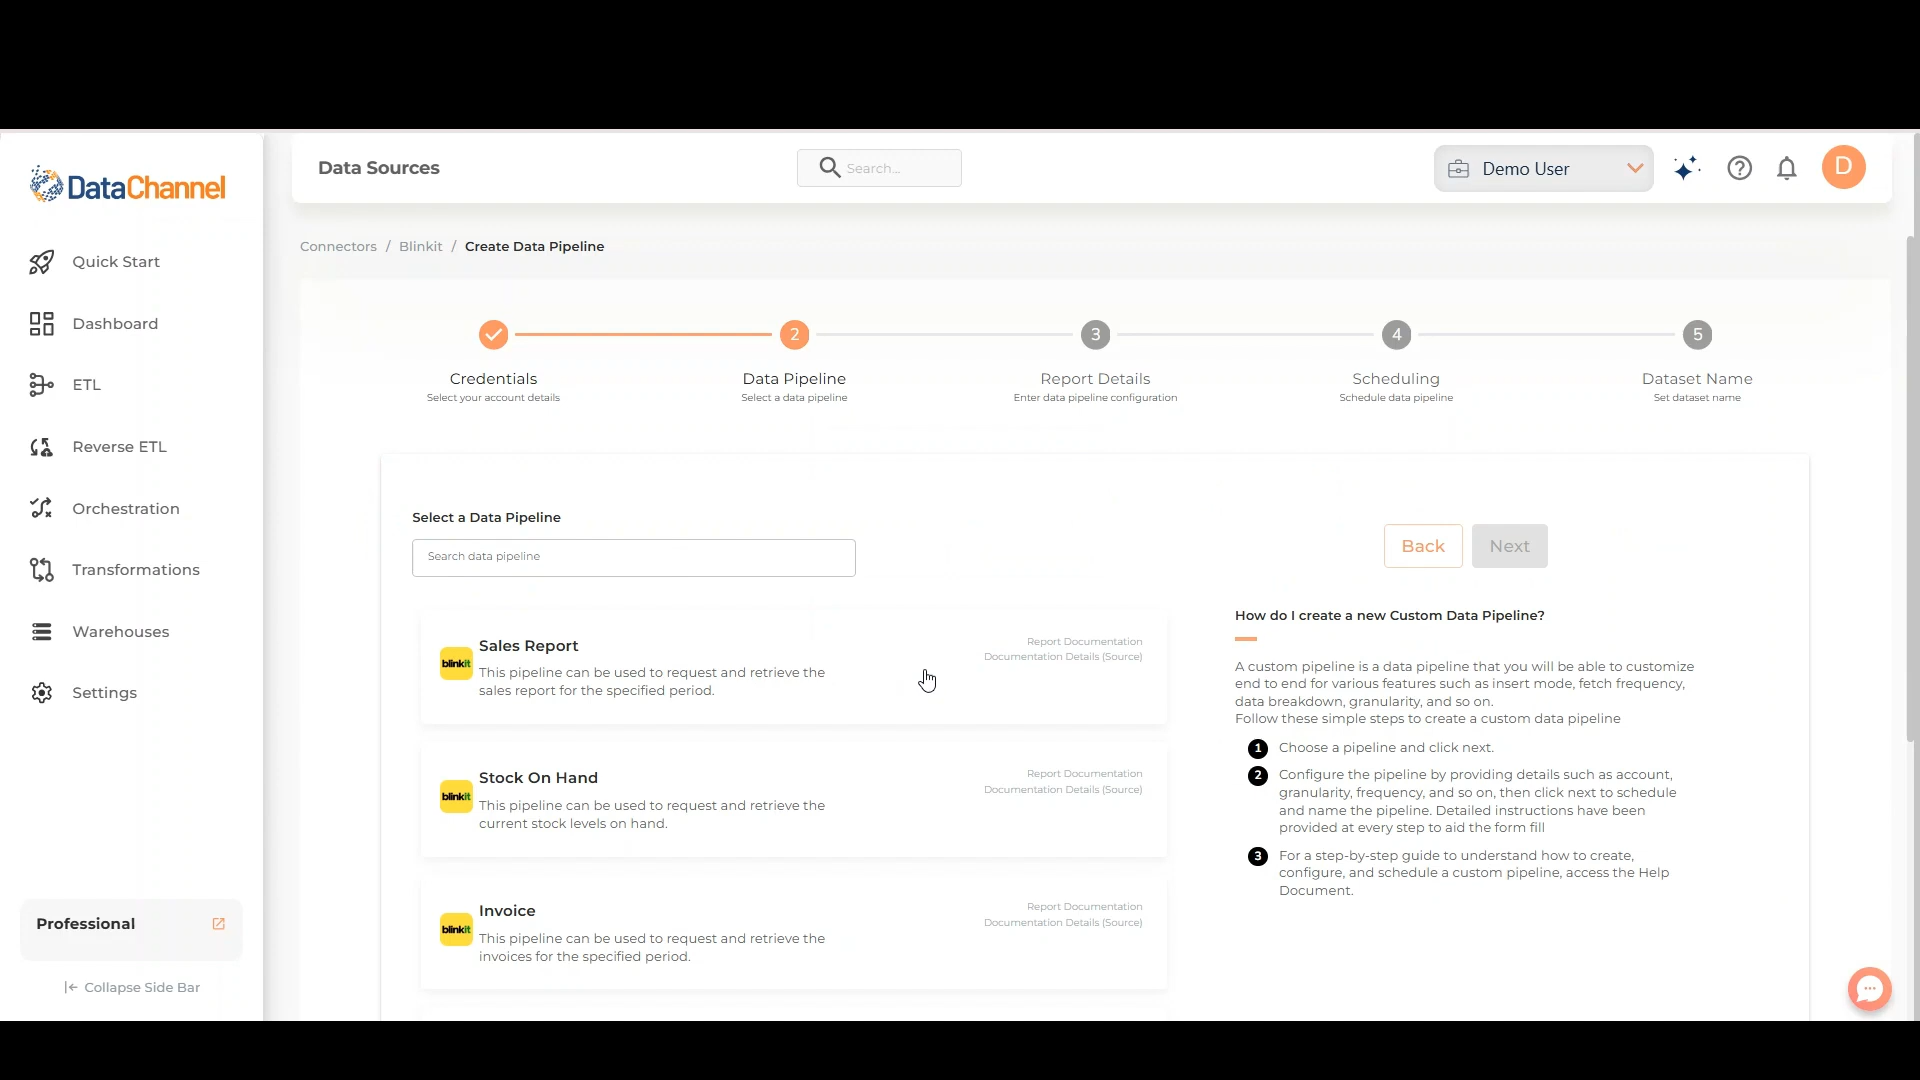 DataChannel
Data Sources
Search...
Demo User
D
Quick Start
Dashboard
ETL
Reverse ETL
Orchestration
Transformations
Warehouses
Settings
Professional
Collapse Side Bar
Connectors / Blinkit / Create Data Pipeline
2
3
4
5
Credentials
Select your account details
Data Pipeline
Select a data pipeline
Report Details
Enter data pipeline configuration
Scheduling
Schedule data pipeline
Dataset Name
Set dataset name
Select a Data Pipeline
Search data pipeline
Back
Next
blinkit
Sales Report
This pipeline can be used to request and retrieve the
sales report for the specified period.
Report Documentation
Documentation Details (Source)
blinkit
Stock On Hand
This pipeline can be used to request and retrieve the
current stock levels on hand.
Report Documentation
Documentation Details (Source)
blinkit
Invoice
This pipeline can be used to request and retrieve the
invoices for the specified period.
Report Documentation
Documentation Details (Source)
How do I create a new Custom Data Pipeline?
A custom pipeline is a data pipeline that you will be able to customize
end to end for various features such as insert mode, fetch frequency,
data breakdown, granularity, and so on.
Follow these simple steps to create a custom data pipeline
1 Choose a pipeline and click next.
2 Configure the pipeline by providing details such as account,
granularity, frequency, and so on, then click next to schedule
and name the pipeline. Detailed instructions have been
provided at every step to aid the form fill
3 For a step-by-step guide to understand how to create,
configure, and schedule a custom pipeline, access the Help
Document.